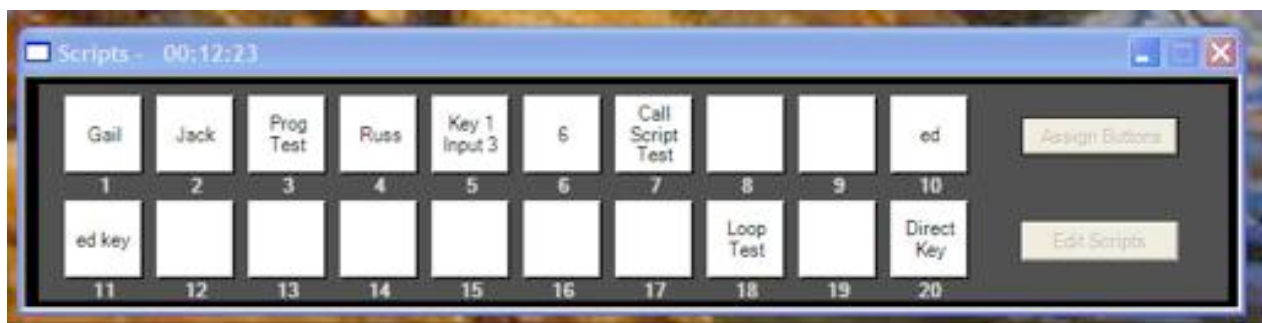 Scripts - 00:12:23
Gail
Jack
Prog
Test
Russ
Key 1
Input 3
6
Call
Script
Test
ed
Assign Buttons
1 2 3 4 5 6 7 8 9 10
ed key
Loop
Test
Direct
Key
Edit Scripts
11 12 13 14 15 16 17 18 19 20